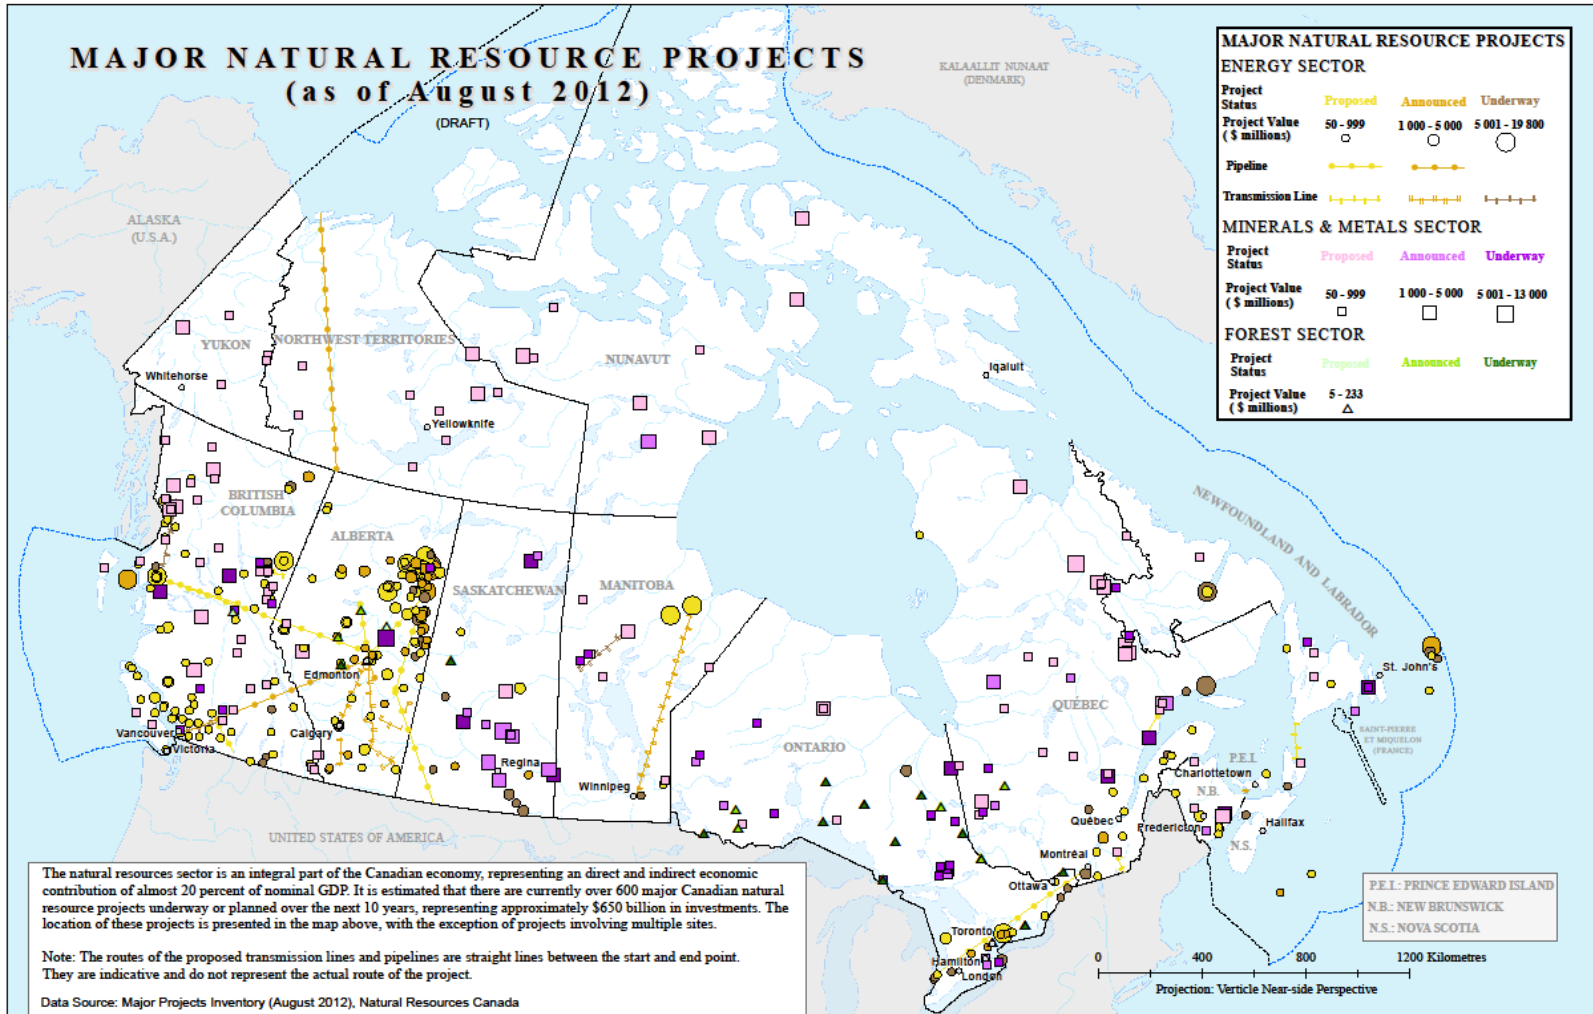 MAJOR NATURAL RESOURCE PROJECTS
(as of August 2012)
(DRAFT)
KALAALLIT NUNAAT
(DENMARK)
MAJOR NATURAL RESOURCE PROJECTS
ENERGY SECTOR
Project Status Proposed Announced Underway
Project Value ( $ millions) 50 - 999 1 000 - 5 000 5 001 - 19 800
Pipeline
Transmission Line
MINERALS & METALS SECTOR
Project Status Proposed Announced Underway
Project Value ( $ millions) 50 - 999 1 000 - 5 000 5 001 - 13 000
FOREST SECTOR
Project Status Proposed Announced Underway
Project Value ( $ millions) 5 - 233
ALASKA
(U.S.A.)
YUKON
NORTHWEST TERRITORIES
NUNAVUT
Whitehorse
Iqaluit
Yellowknife
BRITISH
COLUMBIA
ALBERTA
SASKATCHEWAN
MANITOBA
NEWFOUNDLAND AND LABRADOR
Edmonton
St. John's
QUÉBEC
Vancouver
Victoria
Calgary
Regina
Winnipeg
ONTARIO
SAINT-PIERRE
ET MIQUELON
(FRANCE)
P.E.I.
Charlottetown
N.B.
Québec
Fredericton
Halifax
N.S.
UNITED STATES OF AMERICA
Montréal
Ottawa
Toronto
Hamilton
London
The natural resources sector is an integral part of the Canadian economy, representing an direct and indirect economic
contribution of almost 20 percent of nominal GDP. It is estimated that there are currently over 600 major Canadian natural
resource projects underway or planned over the next 10 years, representing approximately $650 billion in investments. The
location of these projects is presented in the map above, with the exception of projects involving multiple sites.
Note: The routes of the proposed transmission lines and pipelines are straight lines between the start and end point.
They are indicative and do not represent the actual route of the project.
Data Source: Major Projects Inventory (August 2012), Natural Resources Canada
P.E.I.: PRINCE EDWARD ISLAND
N.B.: NEW BRUNSWICK
N.S.: NOVA SCOTIA
0 400 800 1200 Kilometres
Projection: Verticle Near-side Perspective